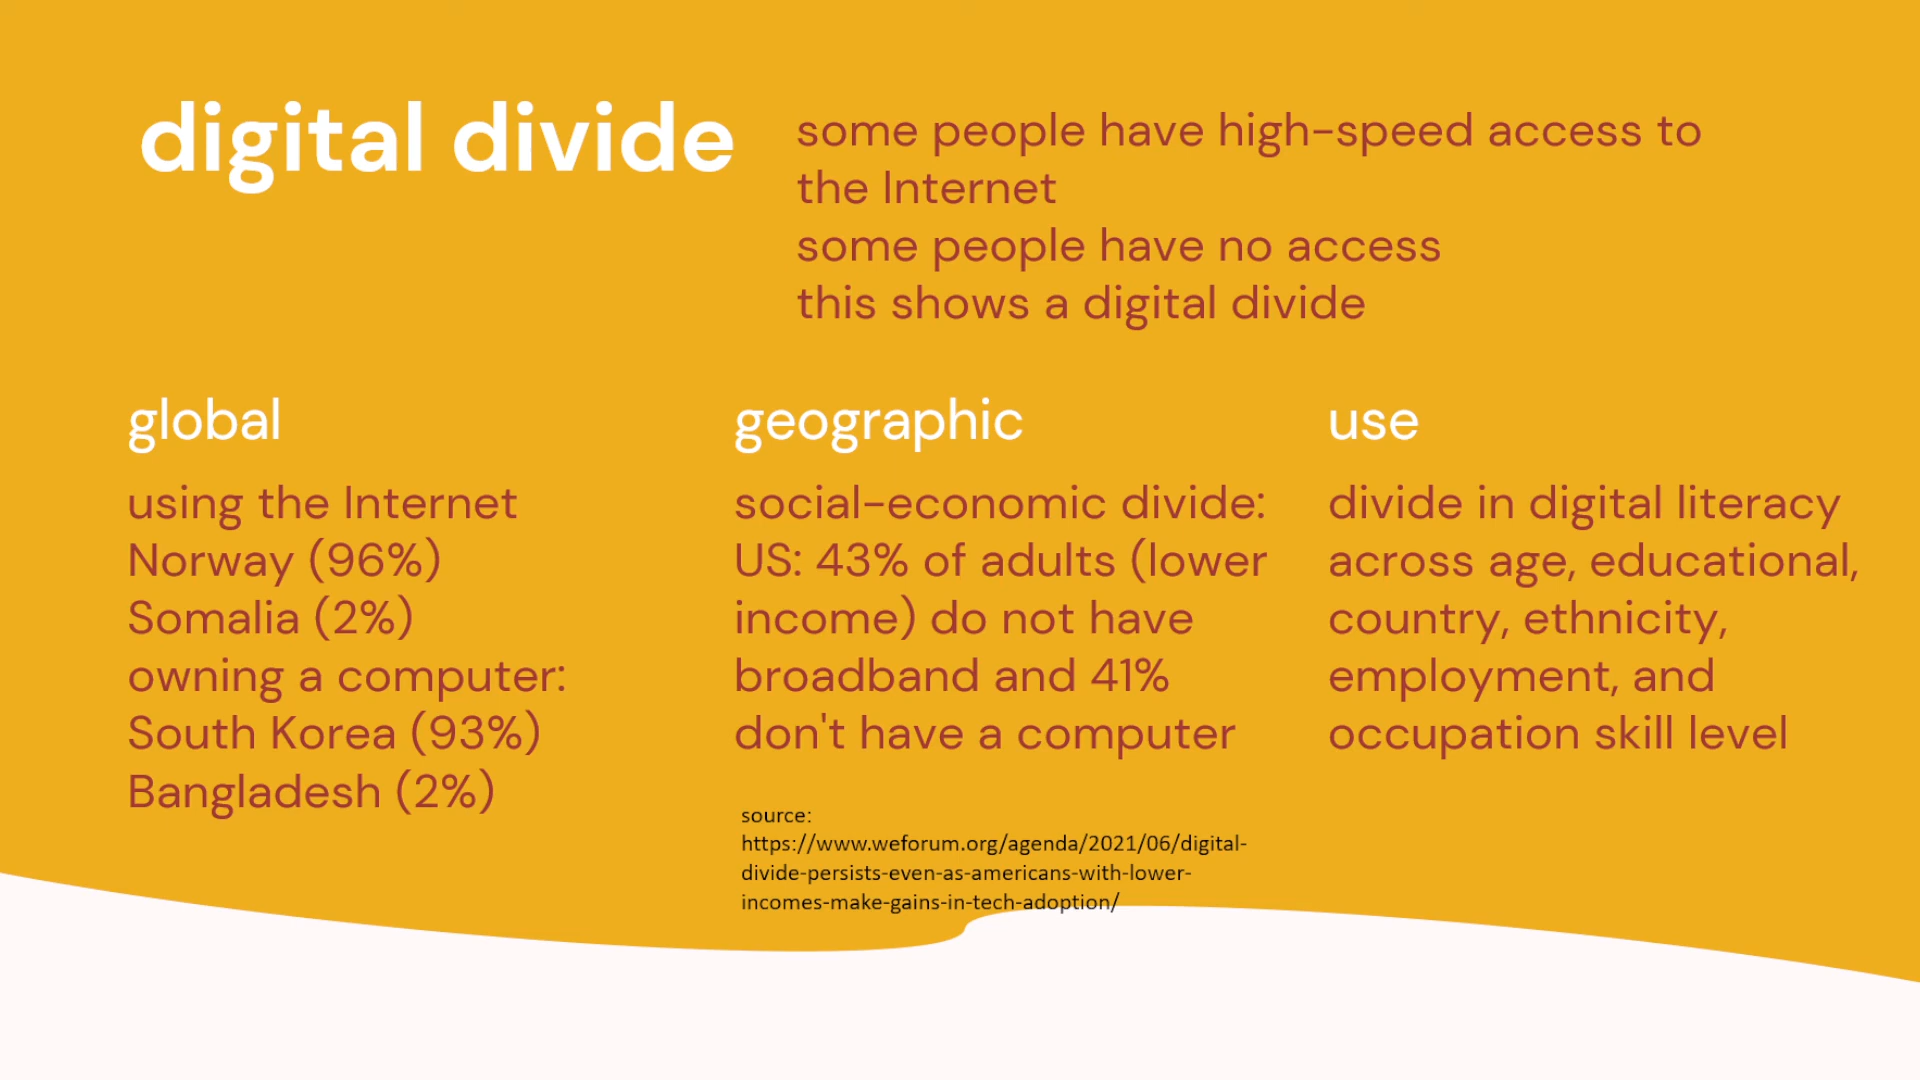 digital divide
some people have high-speed access to
the Internet
some people have no access
this shows a digital divide
global
using the Internet
Norway (96%)
Somalia (2%)
owning a computer:
South Korea (93%)
Bangladesh (2%)
geographic
social-economic divide:
US: 43% of adults (lower
income) do not have
broadband and 41%
don't have a computer
source:
https://www.weforum.org/agenda/2021/06/digital-
divide-persists-even-as-americans-with-lower-
incomes-make-gains-in-tech-adoption/
use
divide in digital literacy
across age, educational,
country, ethnicity,
employment, and
occupation skill level